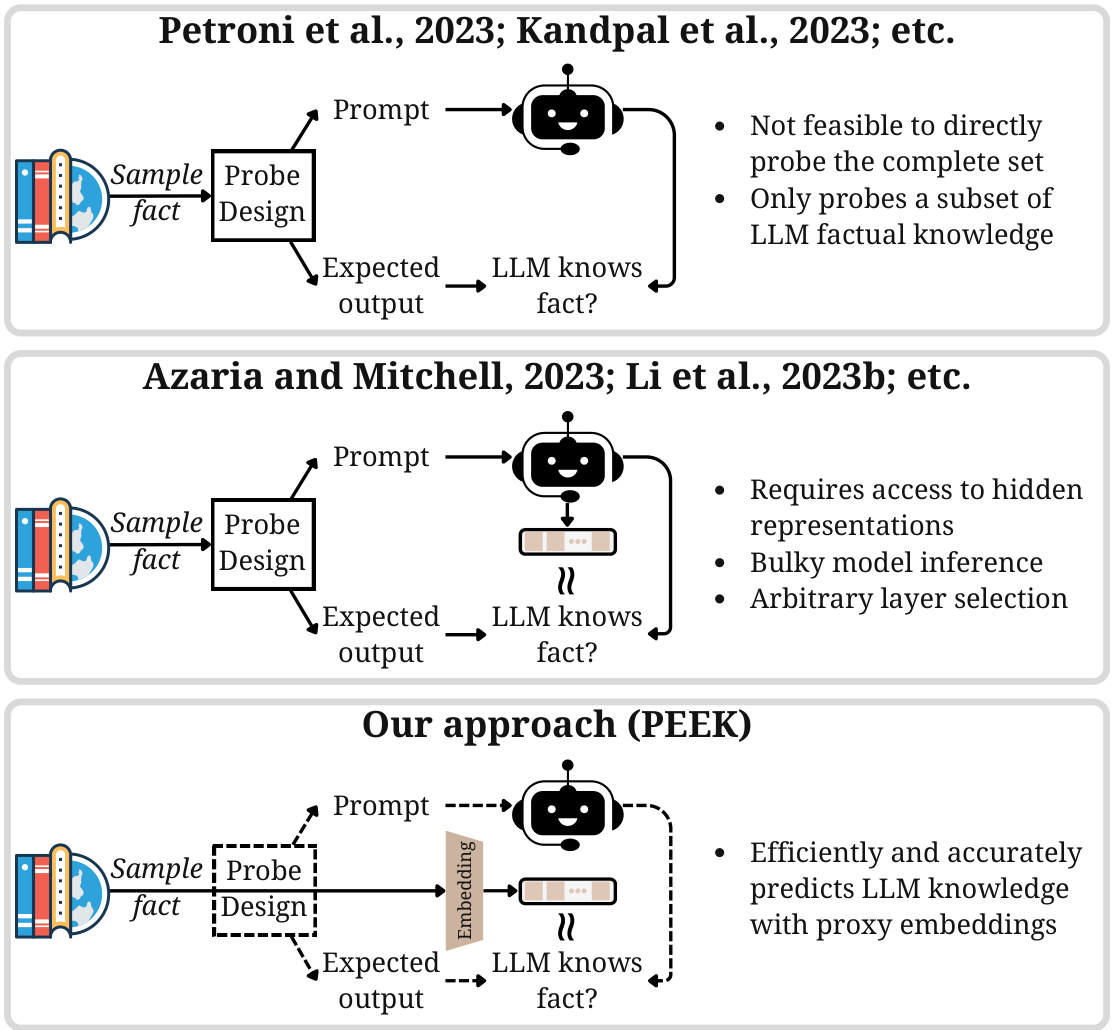 Petroni et al., 2023; Kandpal et al., 2023; etc.
Sample
fact
Probe
Design
Prompt
Expected
output
LLM knows
fact?
• Not feasible to directly
probe the complete set
• Only probes a subset of
LLM factual knowledge
Azaria and Mitchell, 2023; Li et al., 2023b; etc.
Sample
fact
Probe
Design
Prompt
≈
Expected
output
LLM knows
fact?
• Requires access to hidden
representations
• Bulky model inference
• Arbitrary layer selection
Our approach (PEEK)
Sample
fact
Probe
Design
Prompt
Embedding
≈
Expected
output
LLM knows
fact?
• Efficiently and accurately
predicts LLM knowledge
with proxy embeddings